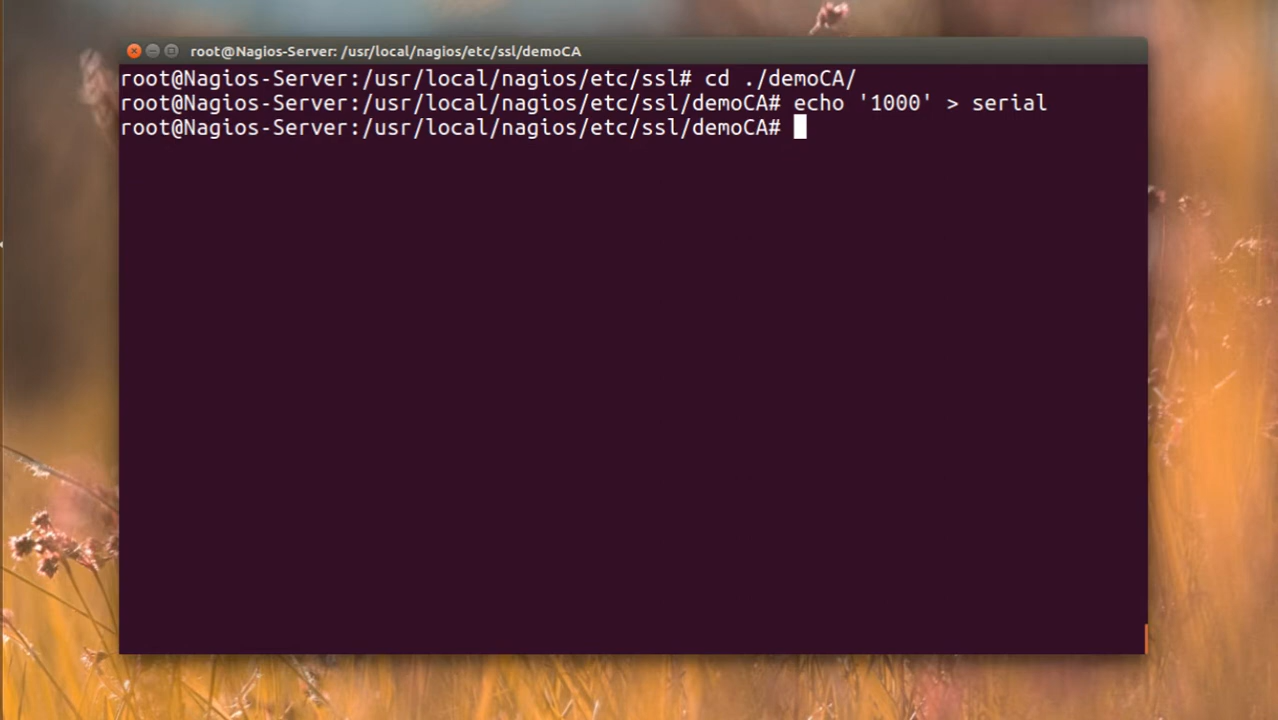 root@Nagios-Server: /usr/local/nagios/etc/ssl/demoCA
root@Nagios-Server:/usr/local/nagios/etc/ssl# cd ./demoCA/
root@Nagios-Server:/usr/local/nagios/etc/ssl/demoCA# echo '1000' > serial
root@Nagios-Server:/usr/local/nagios/etc/ssl/demoCA#